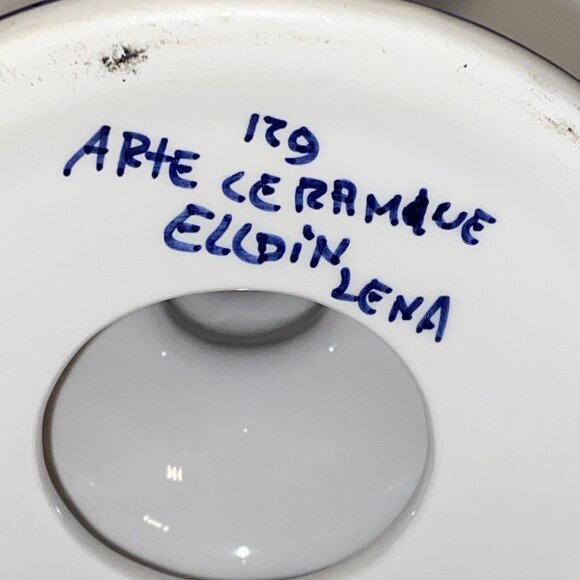 129
ARTE CERAMIQUE
ELLDIN
LENA